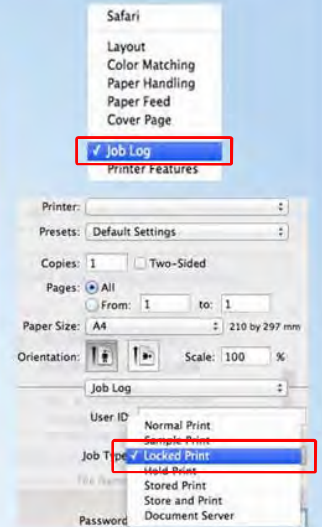 Safari
Layout
Color Matching
Paper Handling
Paper Feed
Cover Page
✓ Job Log
Printer Features
Printer:
Presets: Default Settings
Copies: 1 Two-Sided
Pages: All
From: 1 to: 1
Paper Size: A4 210 by 297 mm
Orientation: Scale: 100 %
Job Log
User ID:
Normal Print
Sample Print
Job Type ✓ Locked Print
Hold Print
File Name
Stored Print
Store and Print
Document Server
Password